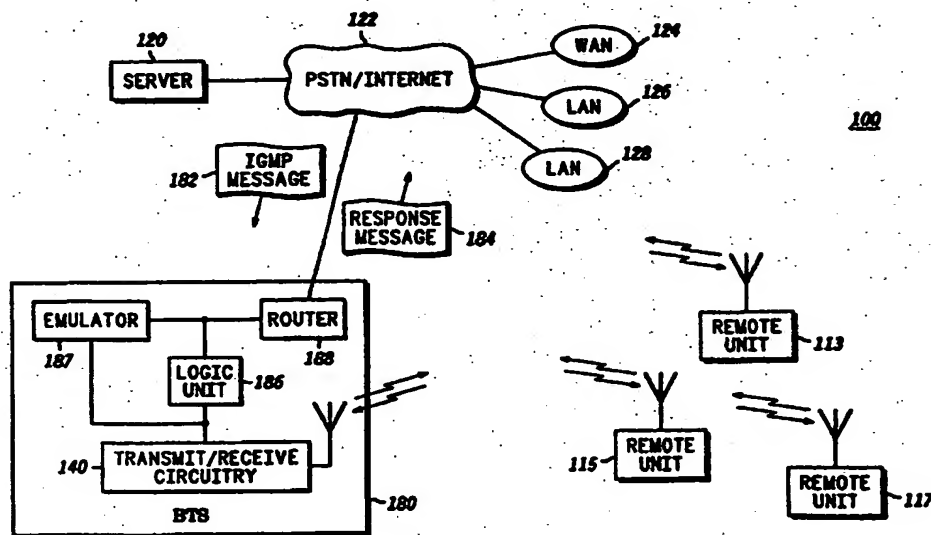 122
120
SERVER
PSTN/INTERNET
WAN
124
LAN
126
LAN
128
100
IGMP
MESSAGE
182
RESPONSE
MESSAGE
184
EMULATOR
187
ROUTER
188
LOGIC
UNIT
186
140
TRANSMIT/RECEIVE
CIRCUITRY
BTS
180
REMOTE
UNIT
113
115
REMOTE
UNIT
REMOTE
UNIT
117